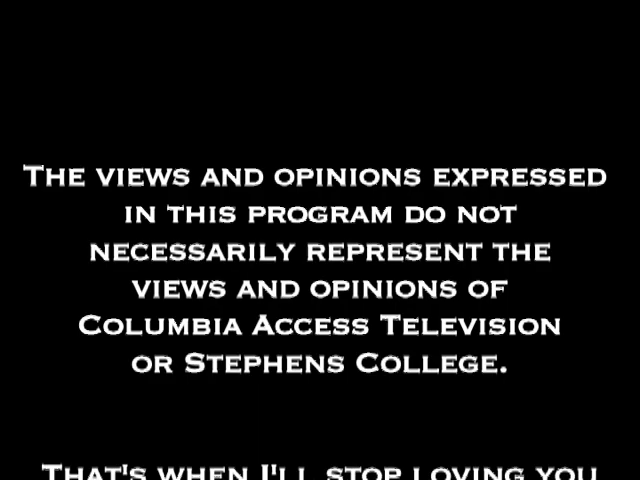 The views and opinions expressed
in this program do not
necessarily represent the
views and opinions of
Columbia Access Television
or Stephens College.
That's when I'll stop loving you